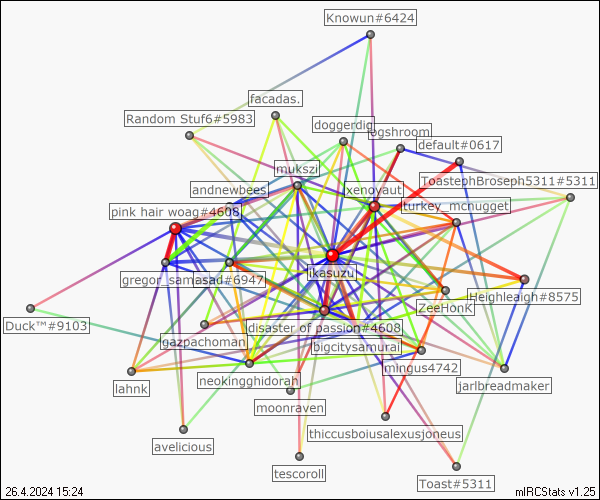 Knowun#6424
facadas.
Random Stuf6#5983
doggerdig
ogshroom
default#0617
mukszi
ToastephBroseph5311#5311
andnewbees
xenoyaut
turkey_mcnugget
pink hair woag#4608
gregor_samsa
asad#6947
ikasuzu
Heighleaigh#8575
ZeeHonk
Duck™#9103
disaster of passion#4608
gazpachoman
bigcitysamurai
mingus4742
lahnk
neokingghidorah
jarlbreadmaker
moonraven
thiccusboiusalexusjoneus
avelicious
tescoroll
Toast#5311
26.4.2024 15:24
mIRCStats v1.25